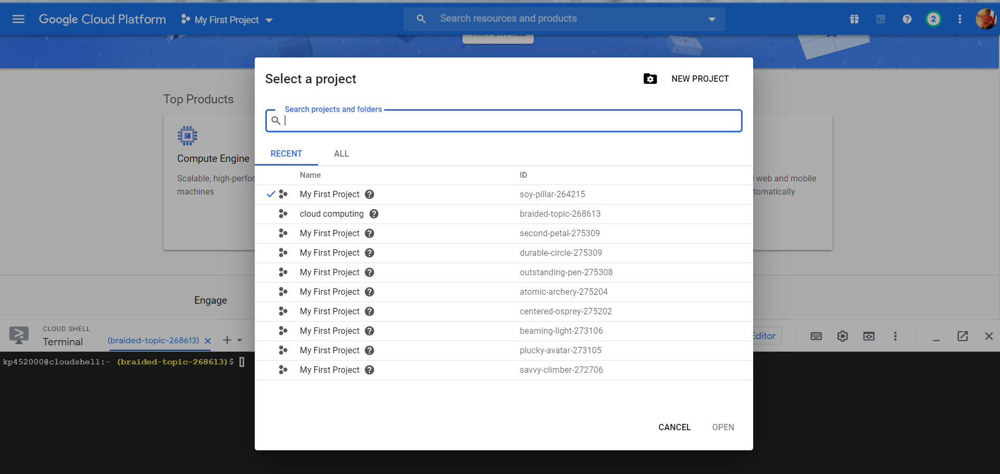 Google Cloud Platform
My First Project
Search resources and products
2
Select a project
NEW PROJECT
Search projects and folders
RECENT
ALL
Name
ID
My First Project
soy-pillar-264215
cloud computing
braided-topic-268613
My First Project
second-petal-275309
My First Project
durable-circle-275309
My First Project
outstanding-pen-275308
My First Project
atomic-archery-275204
My First Project
centered-osprey-275202
My First Project
beaming-light-273106
My First Project
plucky-avatar-273105
My First Project
savvy-climber-272706
CANCEL
OPEN
Top Products
Compute Engine
Scalable, high-perfor
machines
web and mobile
tomatically
Engage
CLOUD SHELL
Terminal
(braided-topic-268613)
Editor
kp452000@cloudshell:~ (braided-topic-268613)$